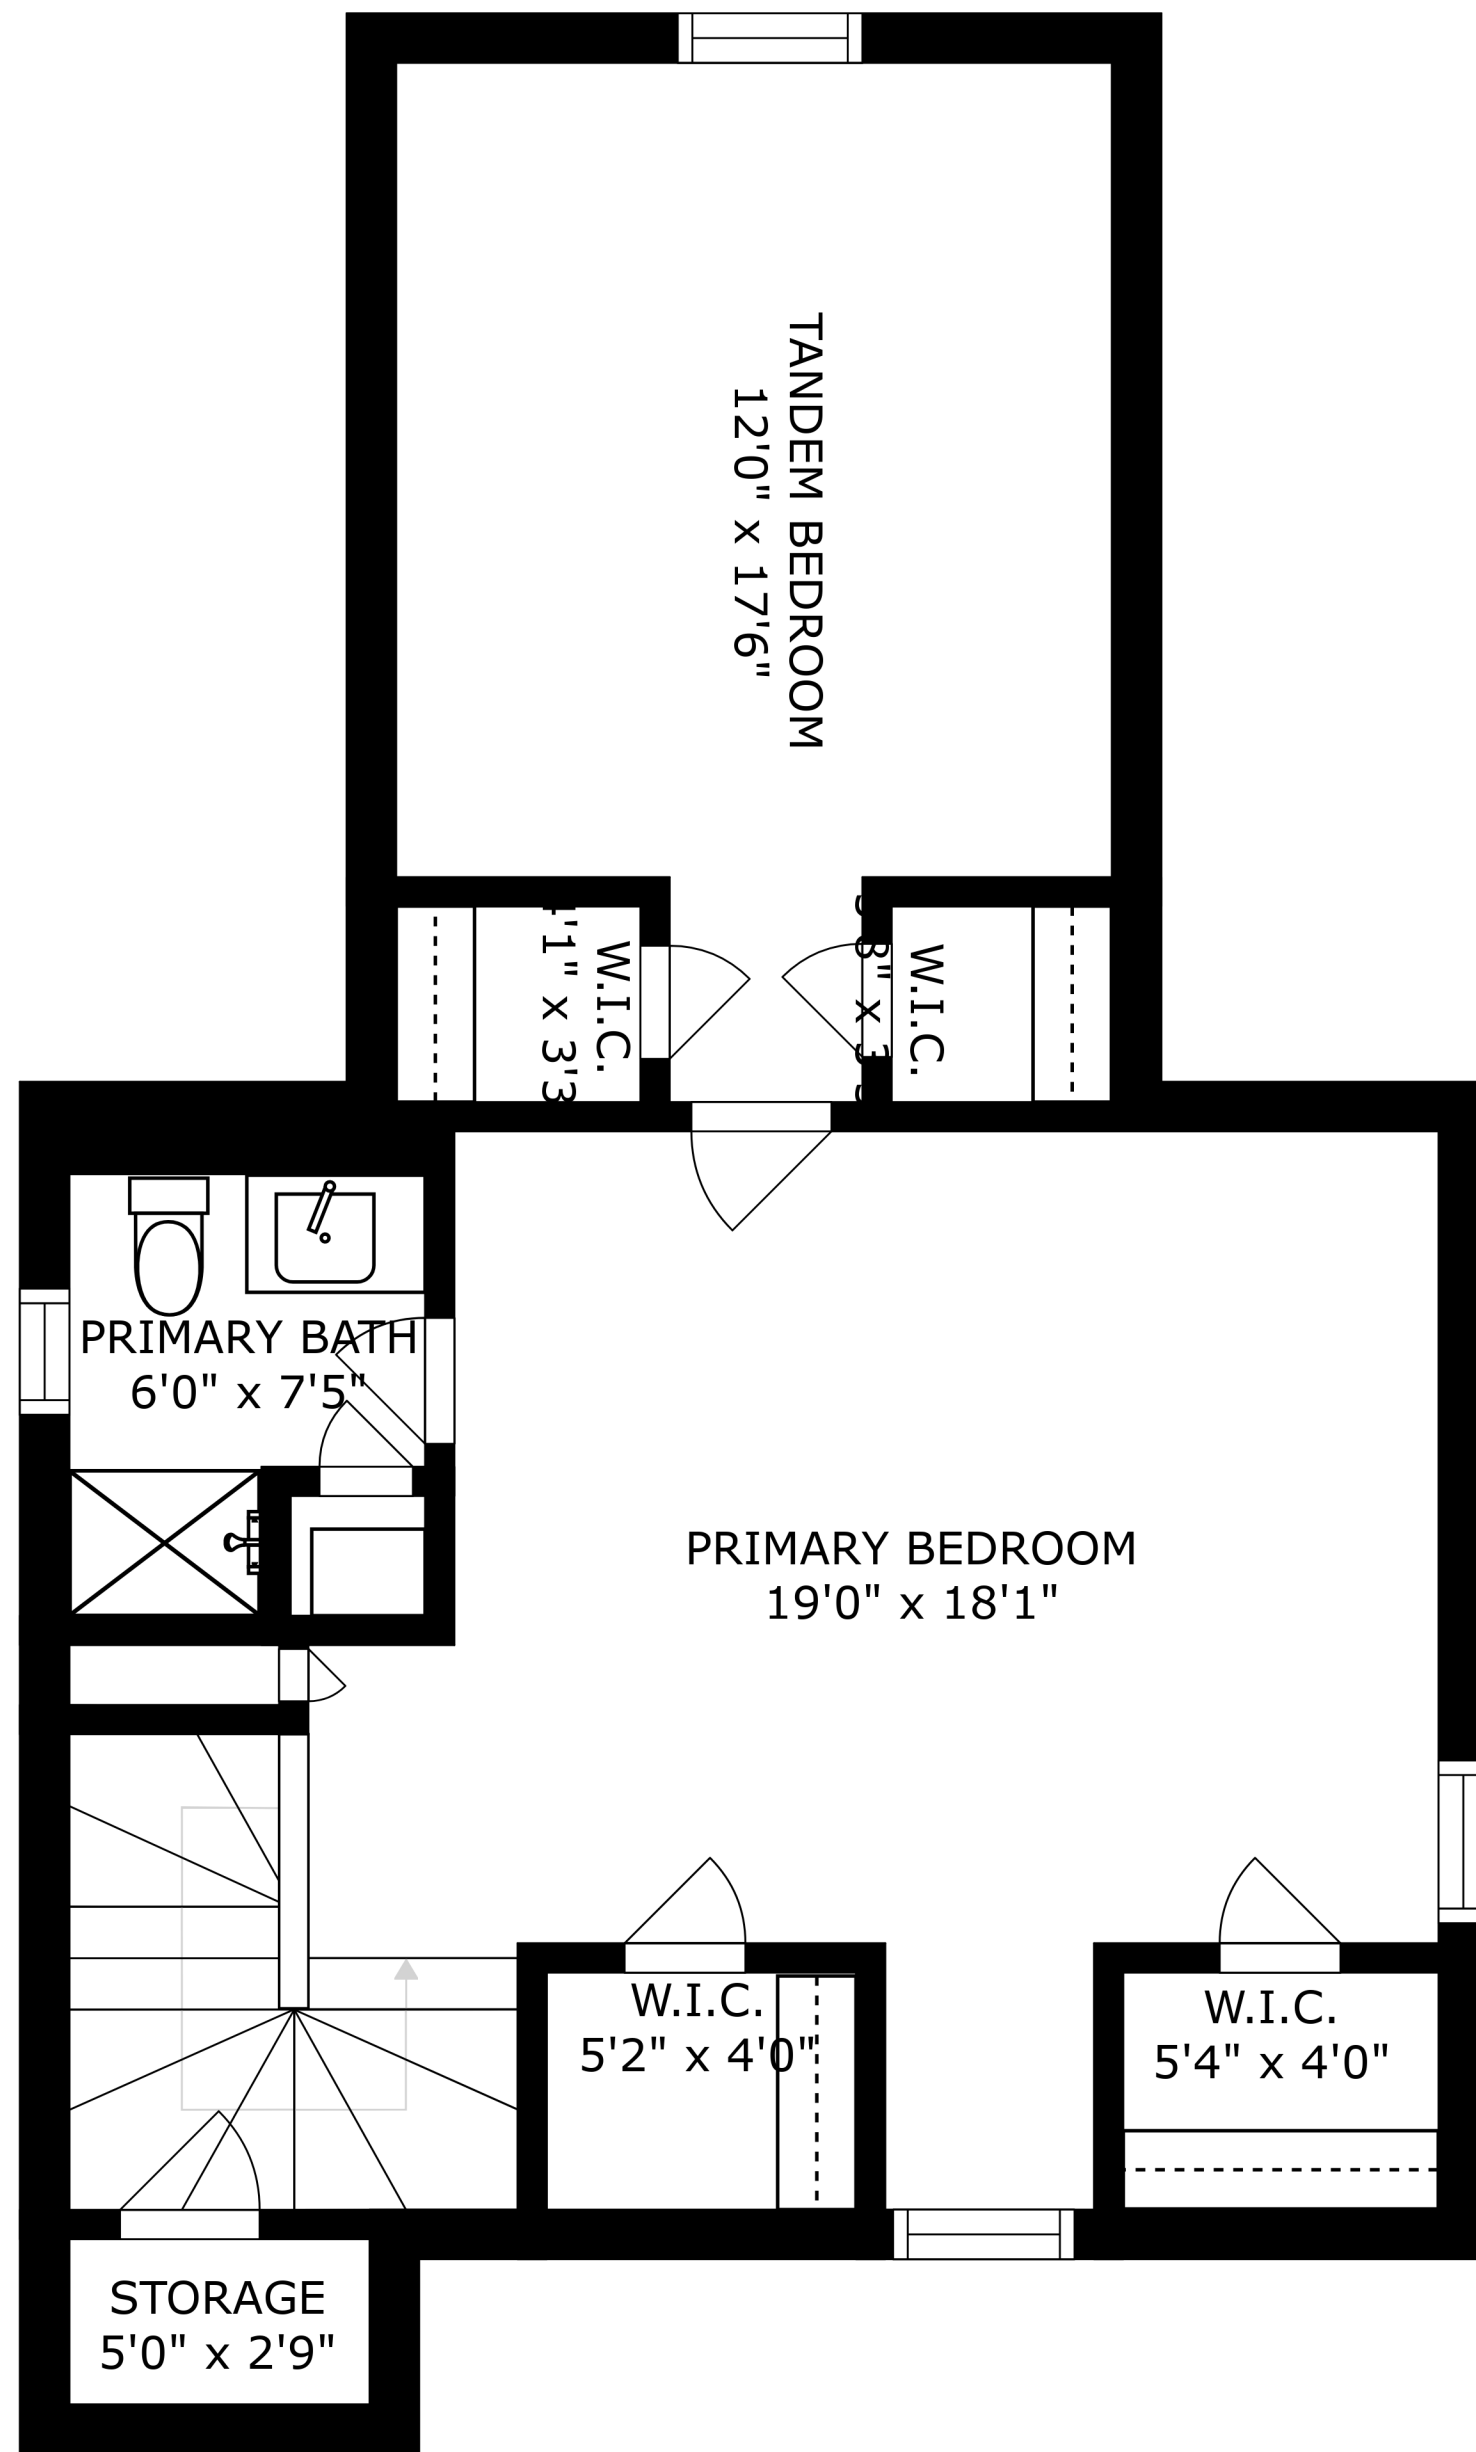 TANDEM BEDROOM
12'0" x 17'6"
W.I.C.
W.I.C.
PRIMARY BATH
6'0" x 7'5"
PRIMARY BEDROOM
19'0" x 18'1"
W.I.C.
5'2" x 4'0"
W.I.C.
5'4" x 4'0"
STORAGE
5'0" x 2'9"